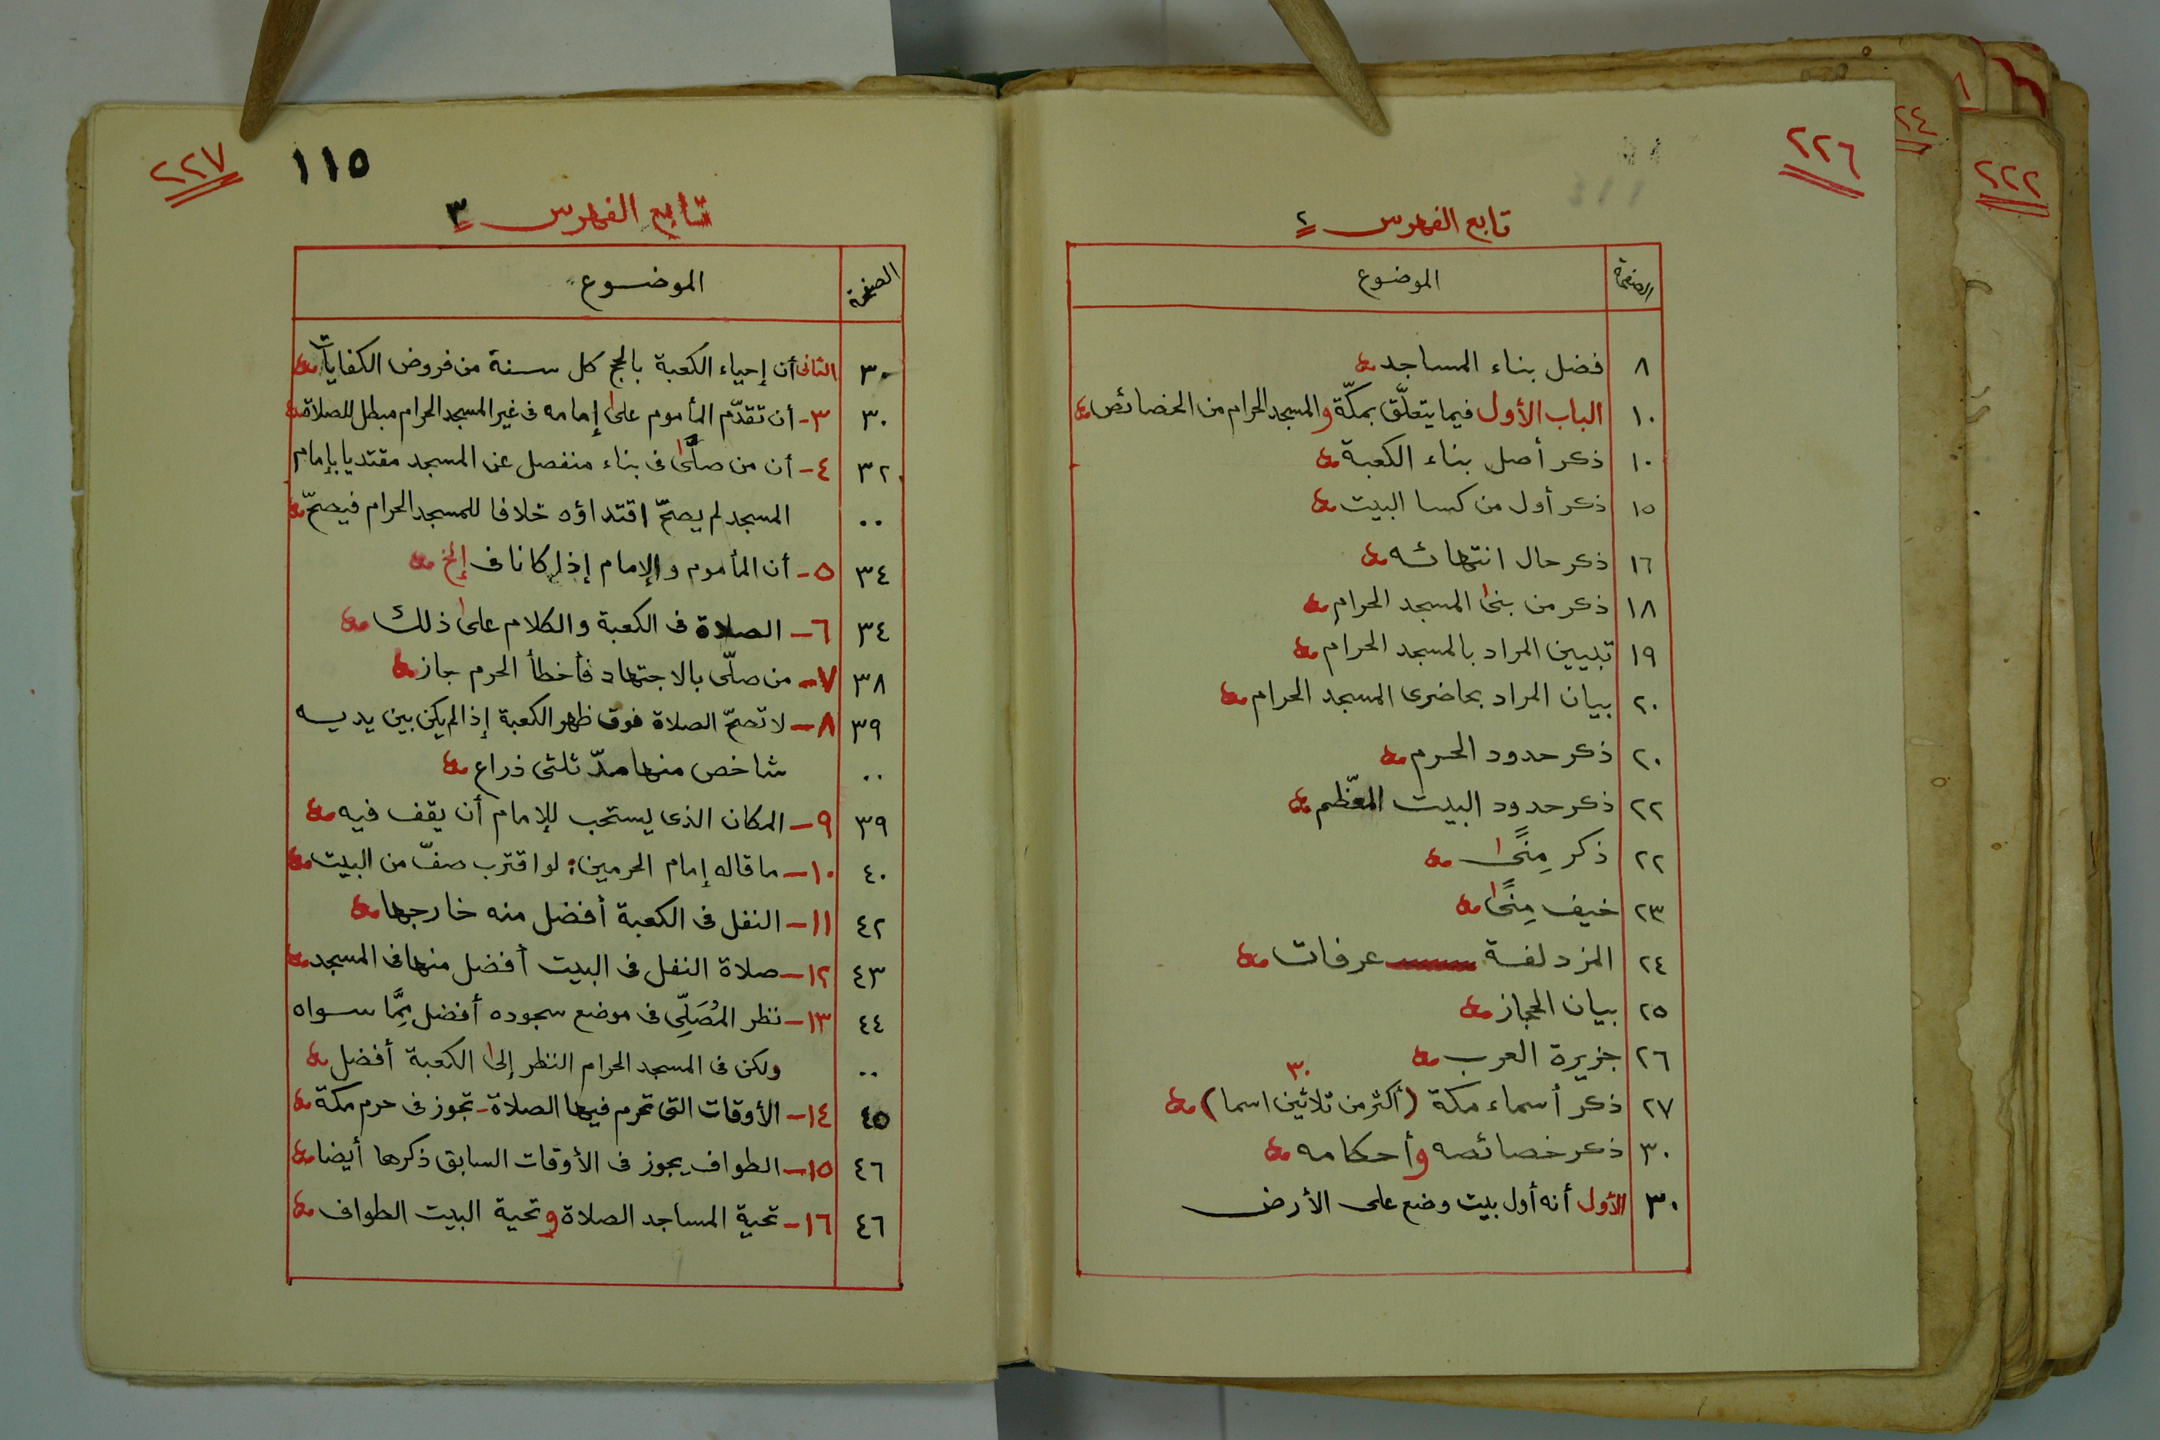 ٢٢٦
تابع الفهرس ٢
الصفحة الموضوع
٨ فضل بناء المساجد
١٠ الباب الأول فيما يتعلّق بمكّة والمسجد الحرام من الخصائص
١٠ ذكر أصل بناء الكعبة
١٥ ذكر أول من كسا البيت
١٦ ذكر حال انتهائه
١٨ ذكر من بنى المسجد الحرام
١٩ تبيين المراد بالمسجد الحرام
٢٠ بيان المراد بحاضرى المسجد الحرام
٢٠ ذكر حدود الحرم
٢٢ ذكر حدود البيت المعظّم
٢٢ ذكر مِنًى
٢٣ خيف مِنًى
٢٤ المزدلفة عرفات
٢٥ بيان الحجاز
٢٦ جزيرة العرب
٣٠
٢٧ ذكر أسماء مكة (أكثر من ثلاثين اسما)
٣٠ ذكر خصائصه وأحكامه
٣٠ الأول أنه أول بيت وضع على الأرض
٢٢٧
١١٥
تابع الفهرس ٣
الصفحة الموضوع
٣٠ الثانى أن إحياء الكعبة بالحج كل سنة من فروض الكفايات
٣٠ ٣- أن تقدّم المأموم على إمامه فى غير المسجد الحرام مبطل للصلاة
٣٢ ٤- أن من صلَّى فى بناء منفصل عن المسجد مقتديا بإمام
.. المسجد لم يصحّ اقتداؤه خلافا للمسجد الحرام فيصحّ
٣٤ ٥- أن المأموم والإمام إذا كانا فى إلخ
٣٤ ٦- الصلاة فى الكعبة والكلام على ذلك
٣٨ ٧- من صلّى بالاجتهاد فأخطأ الحرم جاز
٣٩ ٨- لا تصحّ الصلاة فوق ظهر الكعبة إذا لم يكن بين يديه
.. شاخص منها مدّ ثلثى ذراع
٣٩ ٩- المكان الذى يستحب للإمام أن يقف فيه
٤٠ ١٠- ما قاله إمام الحرمين: لو اقترب صفّ من البيت
٤٢ ١١- النفل فى الكعبة أفضل منه خارجها
٤٣ ١٢- صلاة النفل فى البيت أفضل منها فى المسجد
٤٤ ١٣- نظر المُصَلِّى فى موضع سجوده أفضل مِمَّا سواه
.. ولكن فى المسجد الحرام النظر إلى الكعبة أفضل
٤٥ ١٤- الأوقات التى تحرم فيها الصلاة - تجوز فى حرم مكة
٤٦ ١٥- الطواف يجوز فى الأوقات السابق ذكرها أيضا
٤٦ ١٦- تحية المساجد الصلاة وتحية البيت الطواف
٢٤
٢٢٢